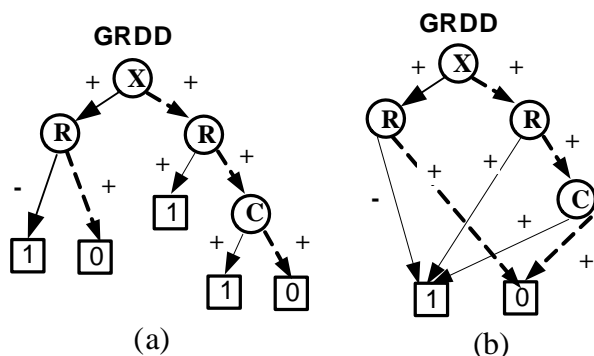 GRDD
GRDD
+ X +
+ X +
R
R
R
R
- +
+ +
+
+ +
C
C
-
+
1
1 0
+ +
+
1 0
1
0
(a)
(b)